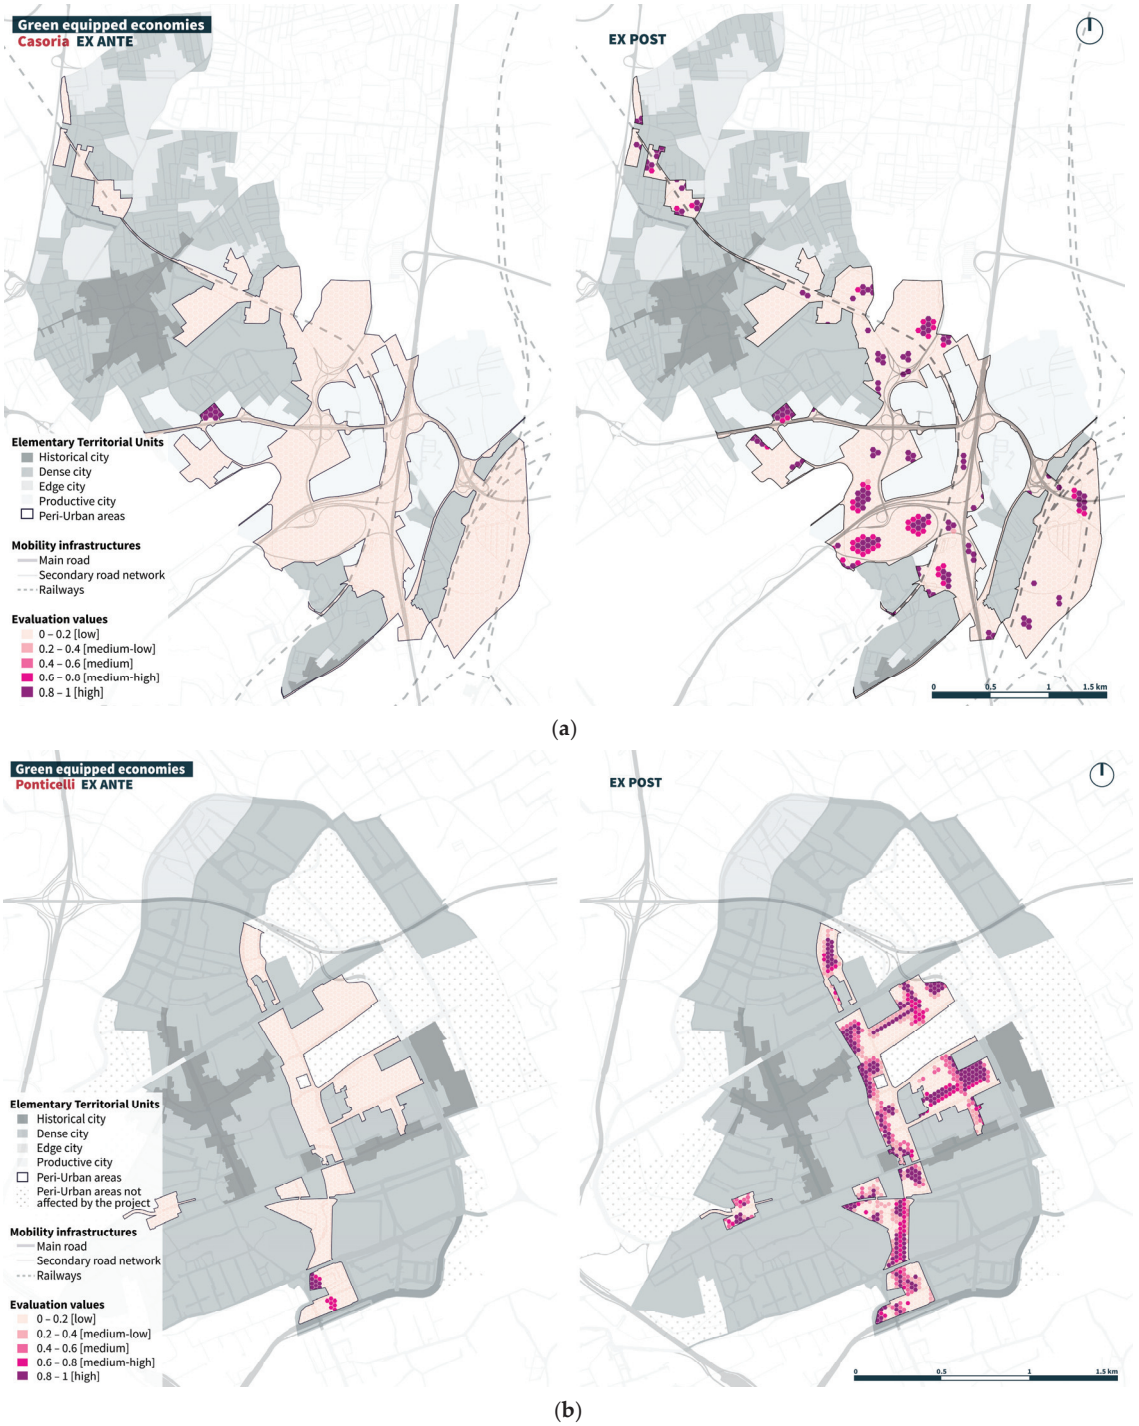 Green equipped economies
Casoria EX ANTE
EX POST
Elementary Territorial Units
Historical city
Dense city
Edge city
Productive city
Peri-Urban areas
Mobility infrastructures
Main road
Secondary road network
Railways
Evaluation values
0 – 0.2 [low]
0.2 – 0.4 [medium-low]
0.4 – 0.6 [medium]
0.6 – 0.8 [medium-high]
0.8 – 1 [high]
0 0.5 1 1.5 km
(a)
Green equipped economies
Ponticelli EX ANTE
EX POST
Elementary Territorial Units
Historical city
Dense city
Edge city
Productive city
Peri-Urban areas
Peri-Urban areas not
affected by the project
Mobility infrastructures
Main road
Secondary road network
Railways
Evaluation values
0 – 0.2 [low]
0.2 – 0.4 [medium-low]
0.4 – 0.6 [medium]
0.6 – 0.8 [medium-high]
0.8 – 1 [high]
0 0.5 1 1.5 km
(b)